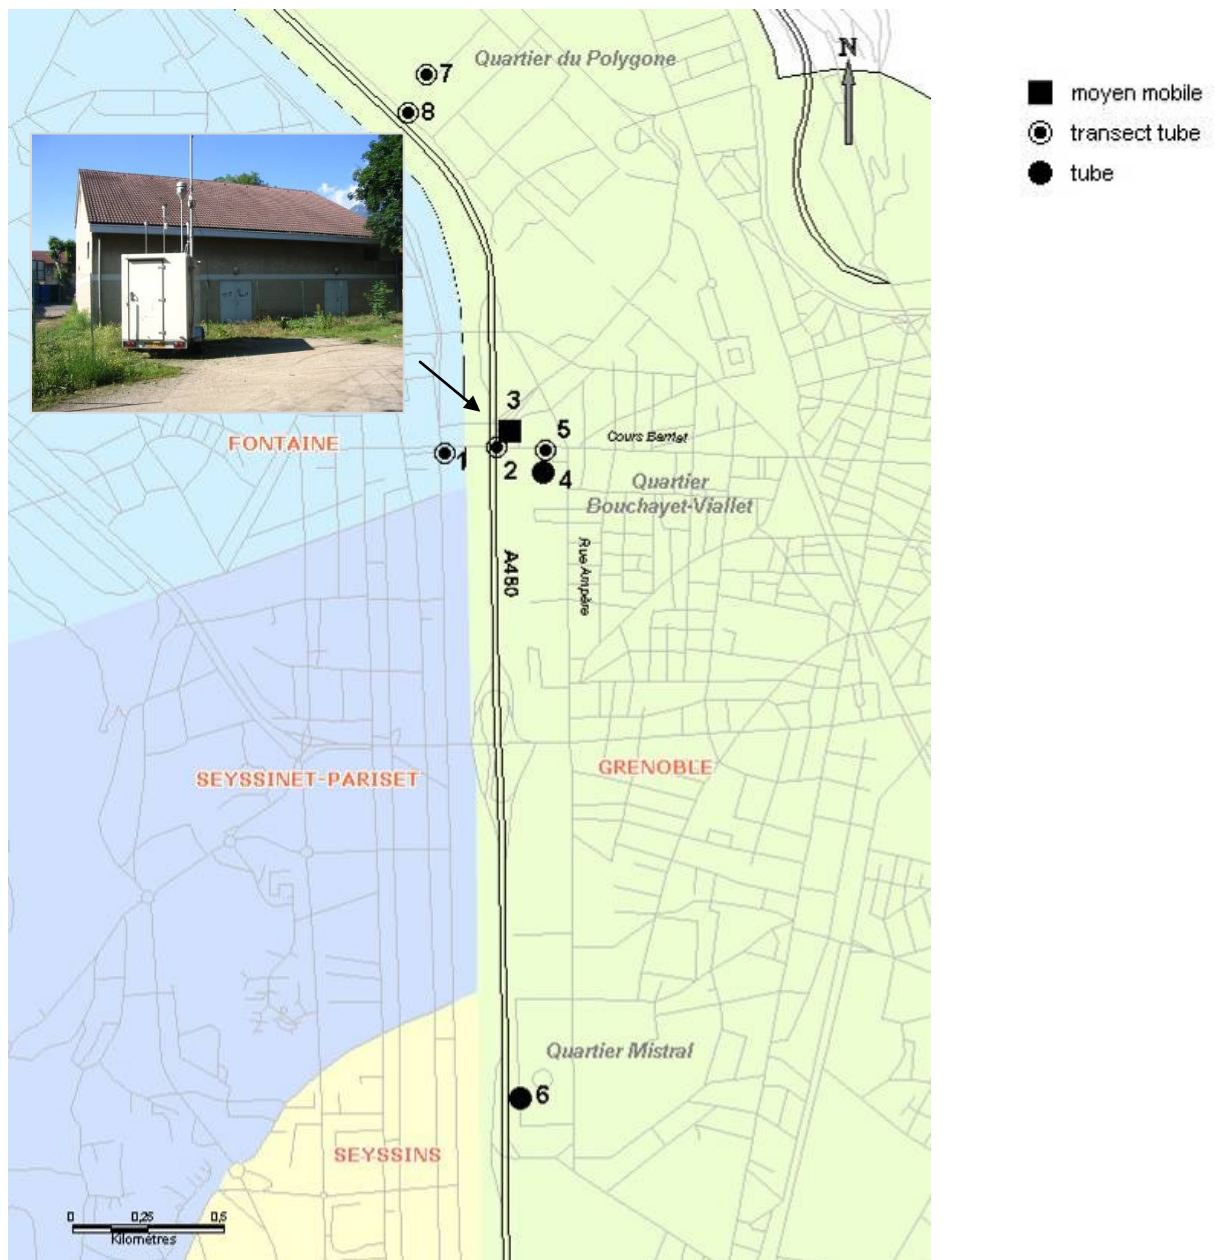 Quartier du Polygone
N
7
8
moyen mobile
transect tube
tube
3
5
Cours Berriat
FONTAINE
1
2
4
Quartier
Bouchayet-Viallet
A480
Rue Ampère
SEYSSINET-PARISET
GRENOBLE
Quartier Mistral
6
SEYSSINS
0 0,25 0,5
Kilomètres